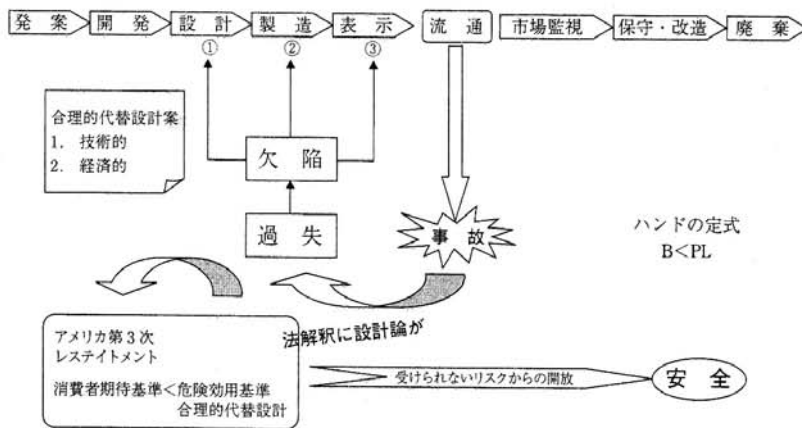 発案 開発 設計 製造 表示 流通 市場監視 保守・改造 廃棄
① ② ③
合理的代替設計案
1. 技術的
2. 経済的
欠陥
過失
事故
ハンドの定式
B<PL
法解釈に設計論が
アメリカ第3次
レステイトメント
消費者期待基準<危険効用基準
合理的代替設計
受けられないリスクからの開放
安全